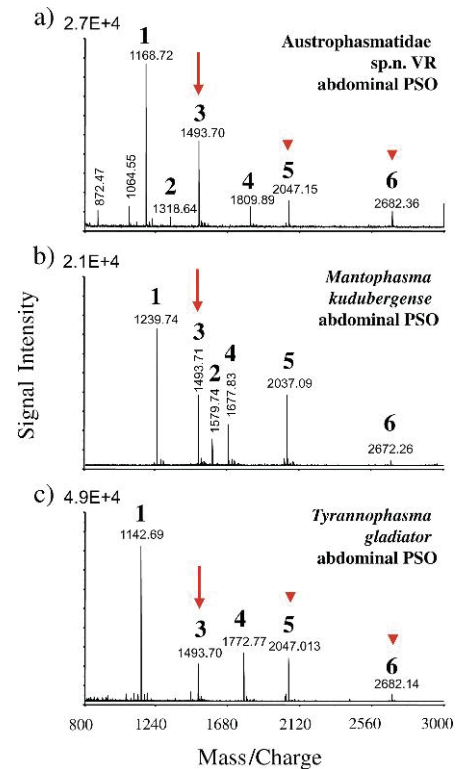 a)
2.7E+4
Austrophasmatidae
sp.n. VR
abdominal PSO
1
1168.72
3
1493.70
872.47
1064.55
2
1318.64
4
1809.89
5
2047.15
6
2682.36
b)
2.1E+4
Mantophasma
kudubergense
abdominal PSO
1
1239.74
3
1493.71
2
1579.74
4
1677.83
5
2037.09
6
2672.26
Signal Intensity
c)
4.9E+4
Tyrannophasma
gladiator
abdominal PSO
1
1142.69
3
1493.70
4
1772.77
5
2047.013
6
2682.14
800 1240 1680 2120 2560 3000
Mass/Charge